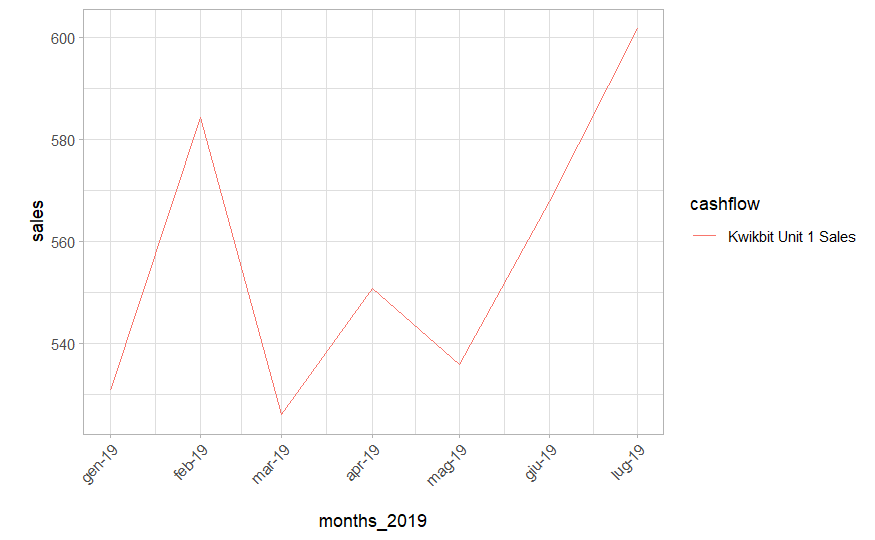 600
580
560
540
sales
gen-19
feb-19
mar-19
apr-19
mag-19
giu-19
lug-19
months_2019
cashflow
Kwikbit Unit 1 Sales